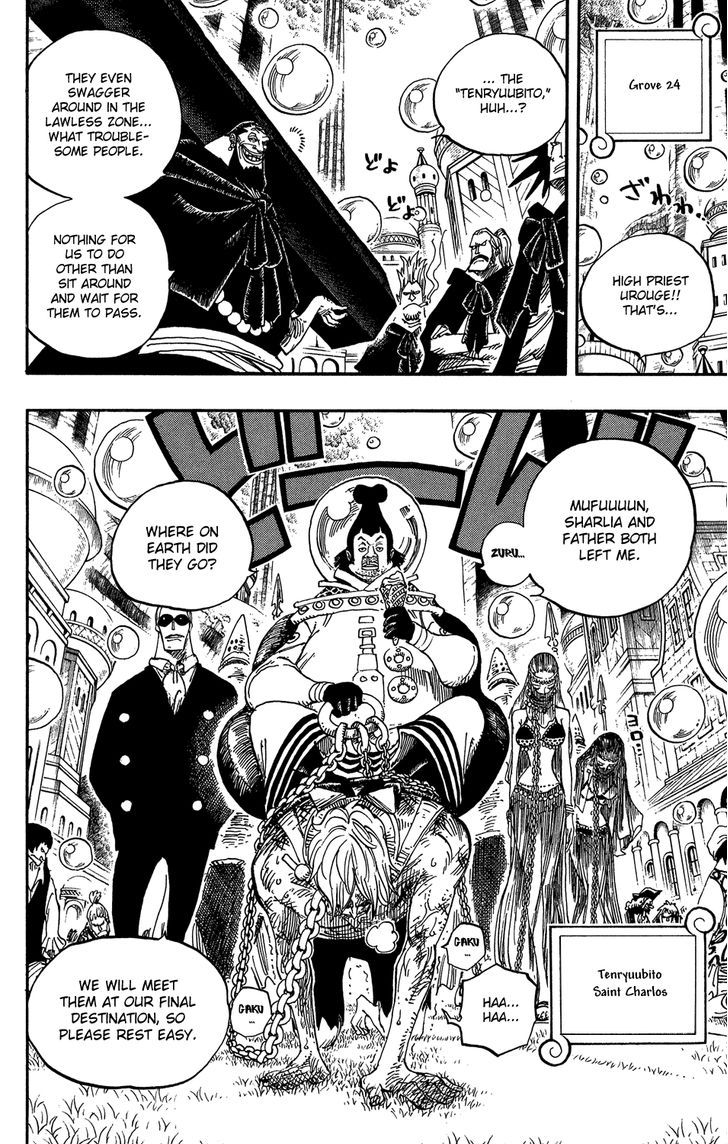 Grove 24
ざわわ..
HIGH PRIEST
UROUGE!!
THAT'S...
... THE
"TENRYUUBITO,"
HUH...?
どよ
どよ
THEY EVEN
SWAGGER
AROUND IN THE
LAWLESS ZONE...
WHAT TROUBLE-
SOME PEOPLE.
NOTHING FOR
US TO DO
OTHER THAN
SIT AROUND
AND WAIT FOR
THEM TO PASS.
MUFUUUUN,
SHARLIA AND
FATHER BOTH
LEFT ME.
ZURU...
WHERE ON
EARTH DID
THEY GO?
GAKU
...
GAKU
...
HAA...
HAA...
Tenryuubito
Saint Charlos
WE WILL MEET
THEM AT OUR FINAL
DESTINATION, SO
PLEASE REST EASY.